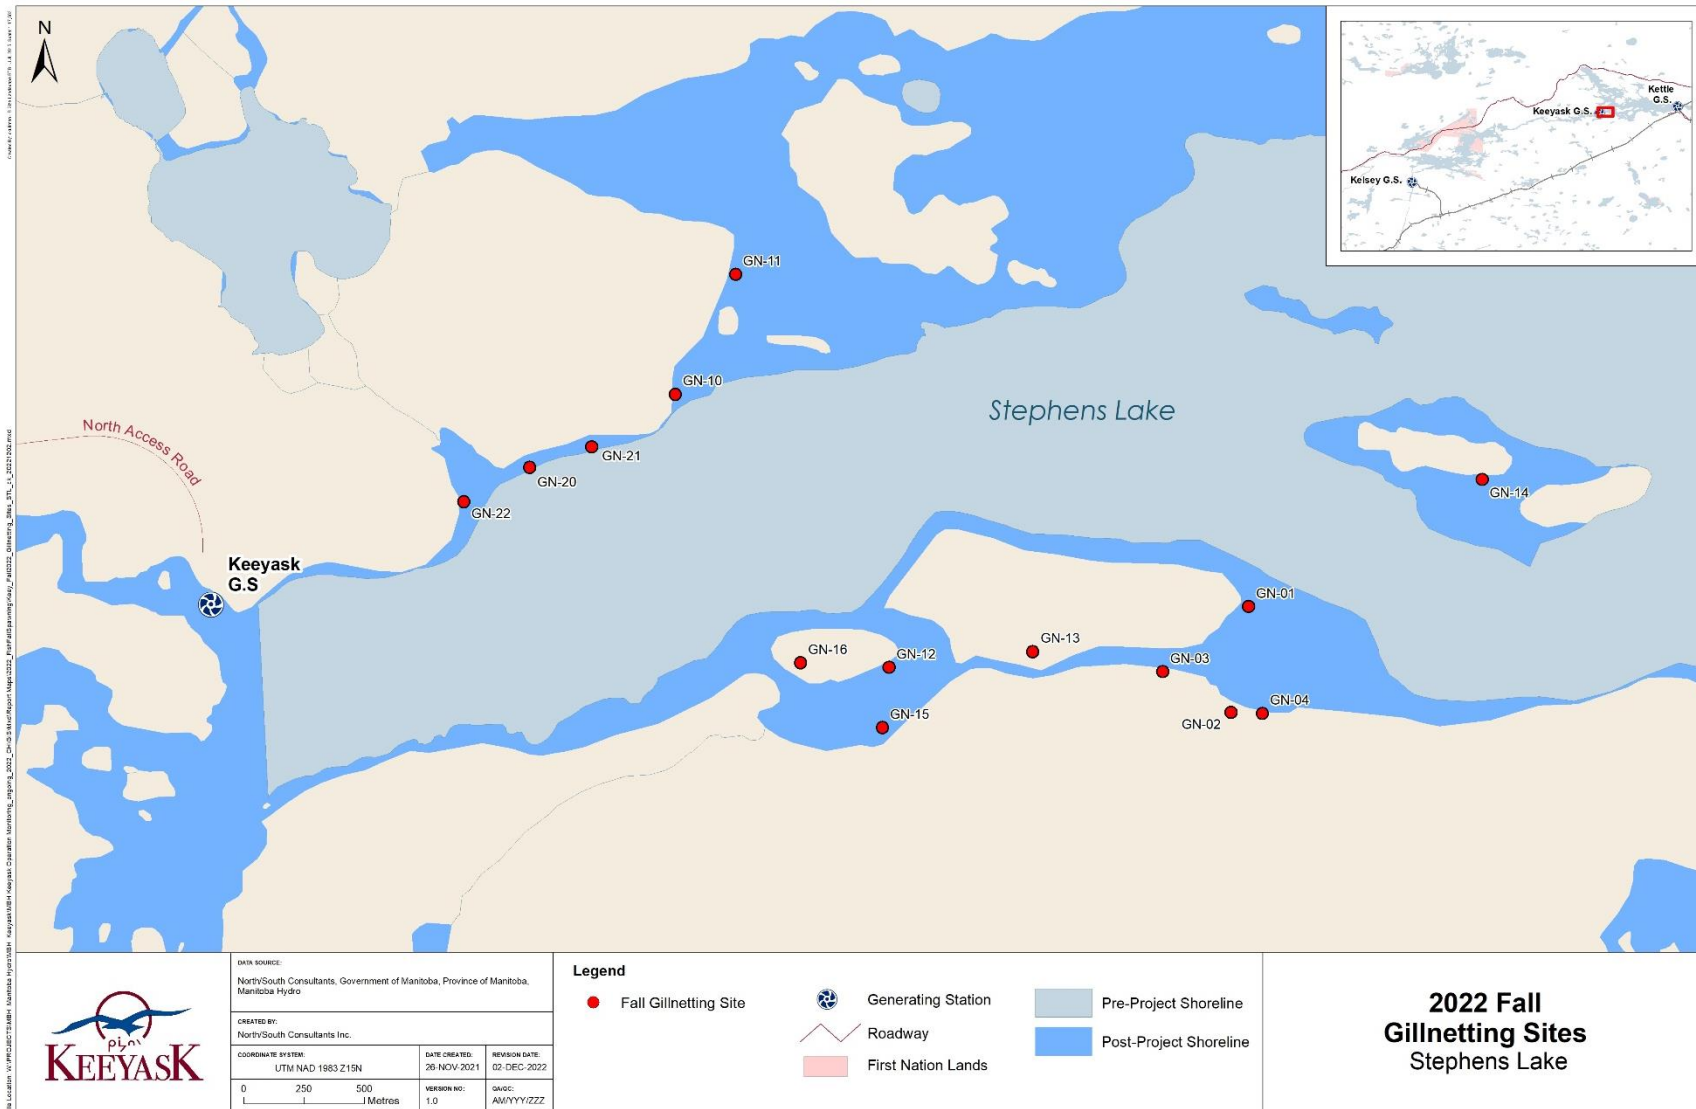 N
GN-11
GN-10
GN-21
GN-20
GN-22
North Access Road
Keeyask
G.S
Stephens Lake
GN-14
GN-01
GN-13
GN-03
GN-16
GN-12
GN-15
GN-02
GN-04
Kettle
G.S.
Keeyask G.S.
Kelsey G.S.
KEEYASK
DATA SOURCE:
North/South Consultants, Government of Manitoba, Province of Manitoba,
Manitoba Hydro
CREATED BY:
North/South Consultants Inc.
COORDINATE SYSTEM:
UTM NAD 1983 Z15N
DATE CREATED:
26-NOV-2021
REVISION DATE:
02-DEC-2022
0 250 500
Metres
VERSION NO:
1.0
QA/QC:
AM/YYY/ZZZ
Legend
Fall Gillnetting Site
Generating Station
Roadway
First Nation Lands
Pre-Project Shoreline
Post-Project Shoreline
2022 Fall
Gillnetting Sites
Stephens Lake